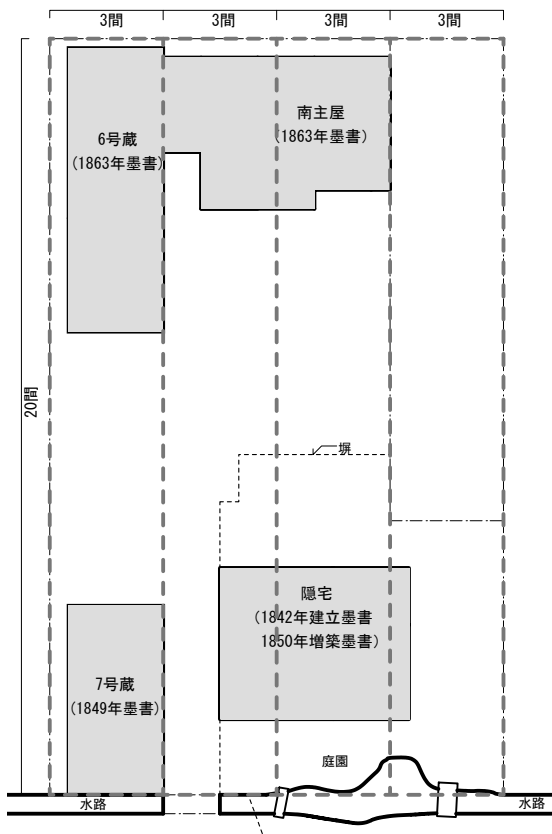 3間
3間
3間
3間
6号蔵
(1863年墨書)
南主屋
(1863年墨書)
20間
塀
隠宅
(1842年建立墨書
1850年増築墨書)
7号蔵
(1849年墨書)
庭園
水路
水路